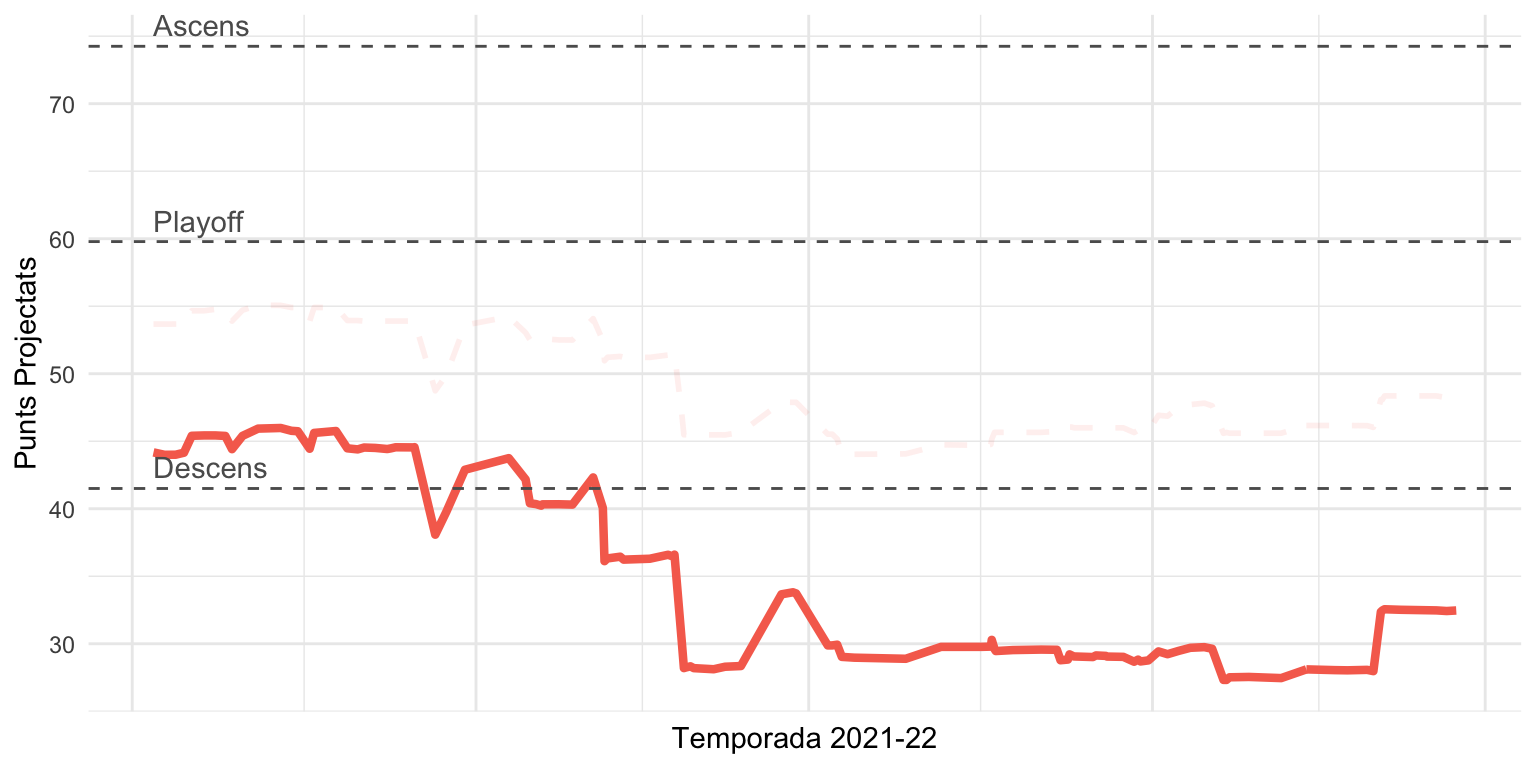 Ascens
70
Playoff
60
50
Descens
40
30
Punts Projectats
Temporada 2021-22